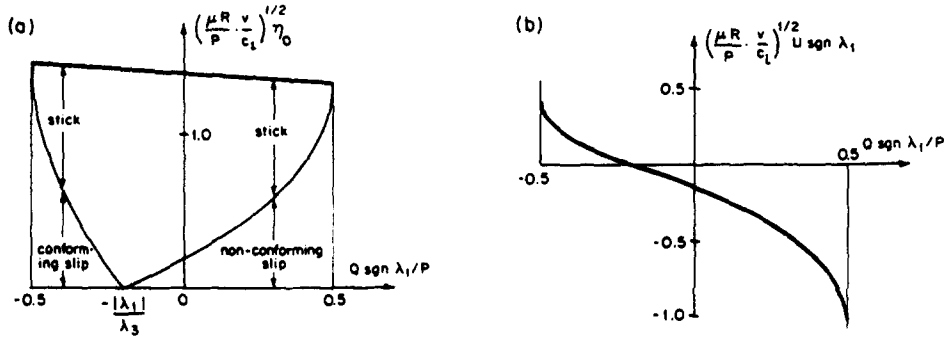 (a)
(μR/P · v/c_L)^1/2 η_0
stick
stick
1.0
conform-
ing slip
non-conforming
slip
Q sgn λ_1/P
-0.5
-|λ_1|/λ_3
0
0.5
(b)
(μR/P · v/c_L)^1/2 U sgn λ_1
0.5
0.5
Q sgn λ_1/P
-0.5
-0.5
-1.0